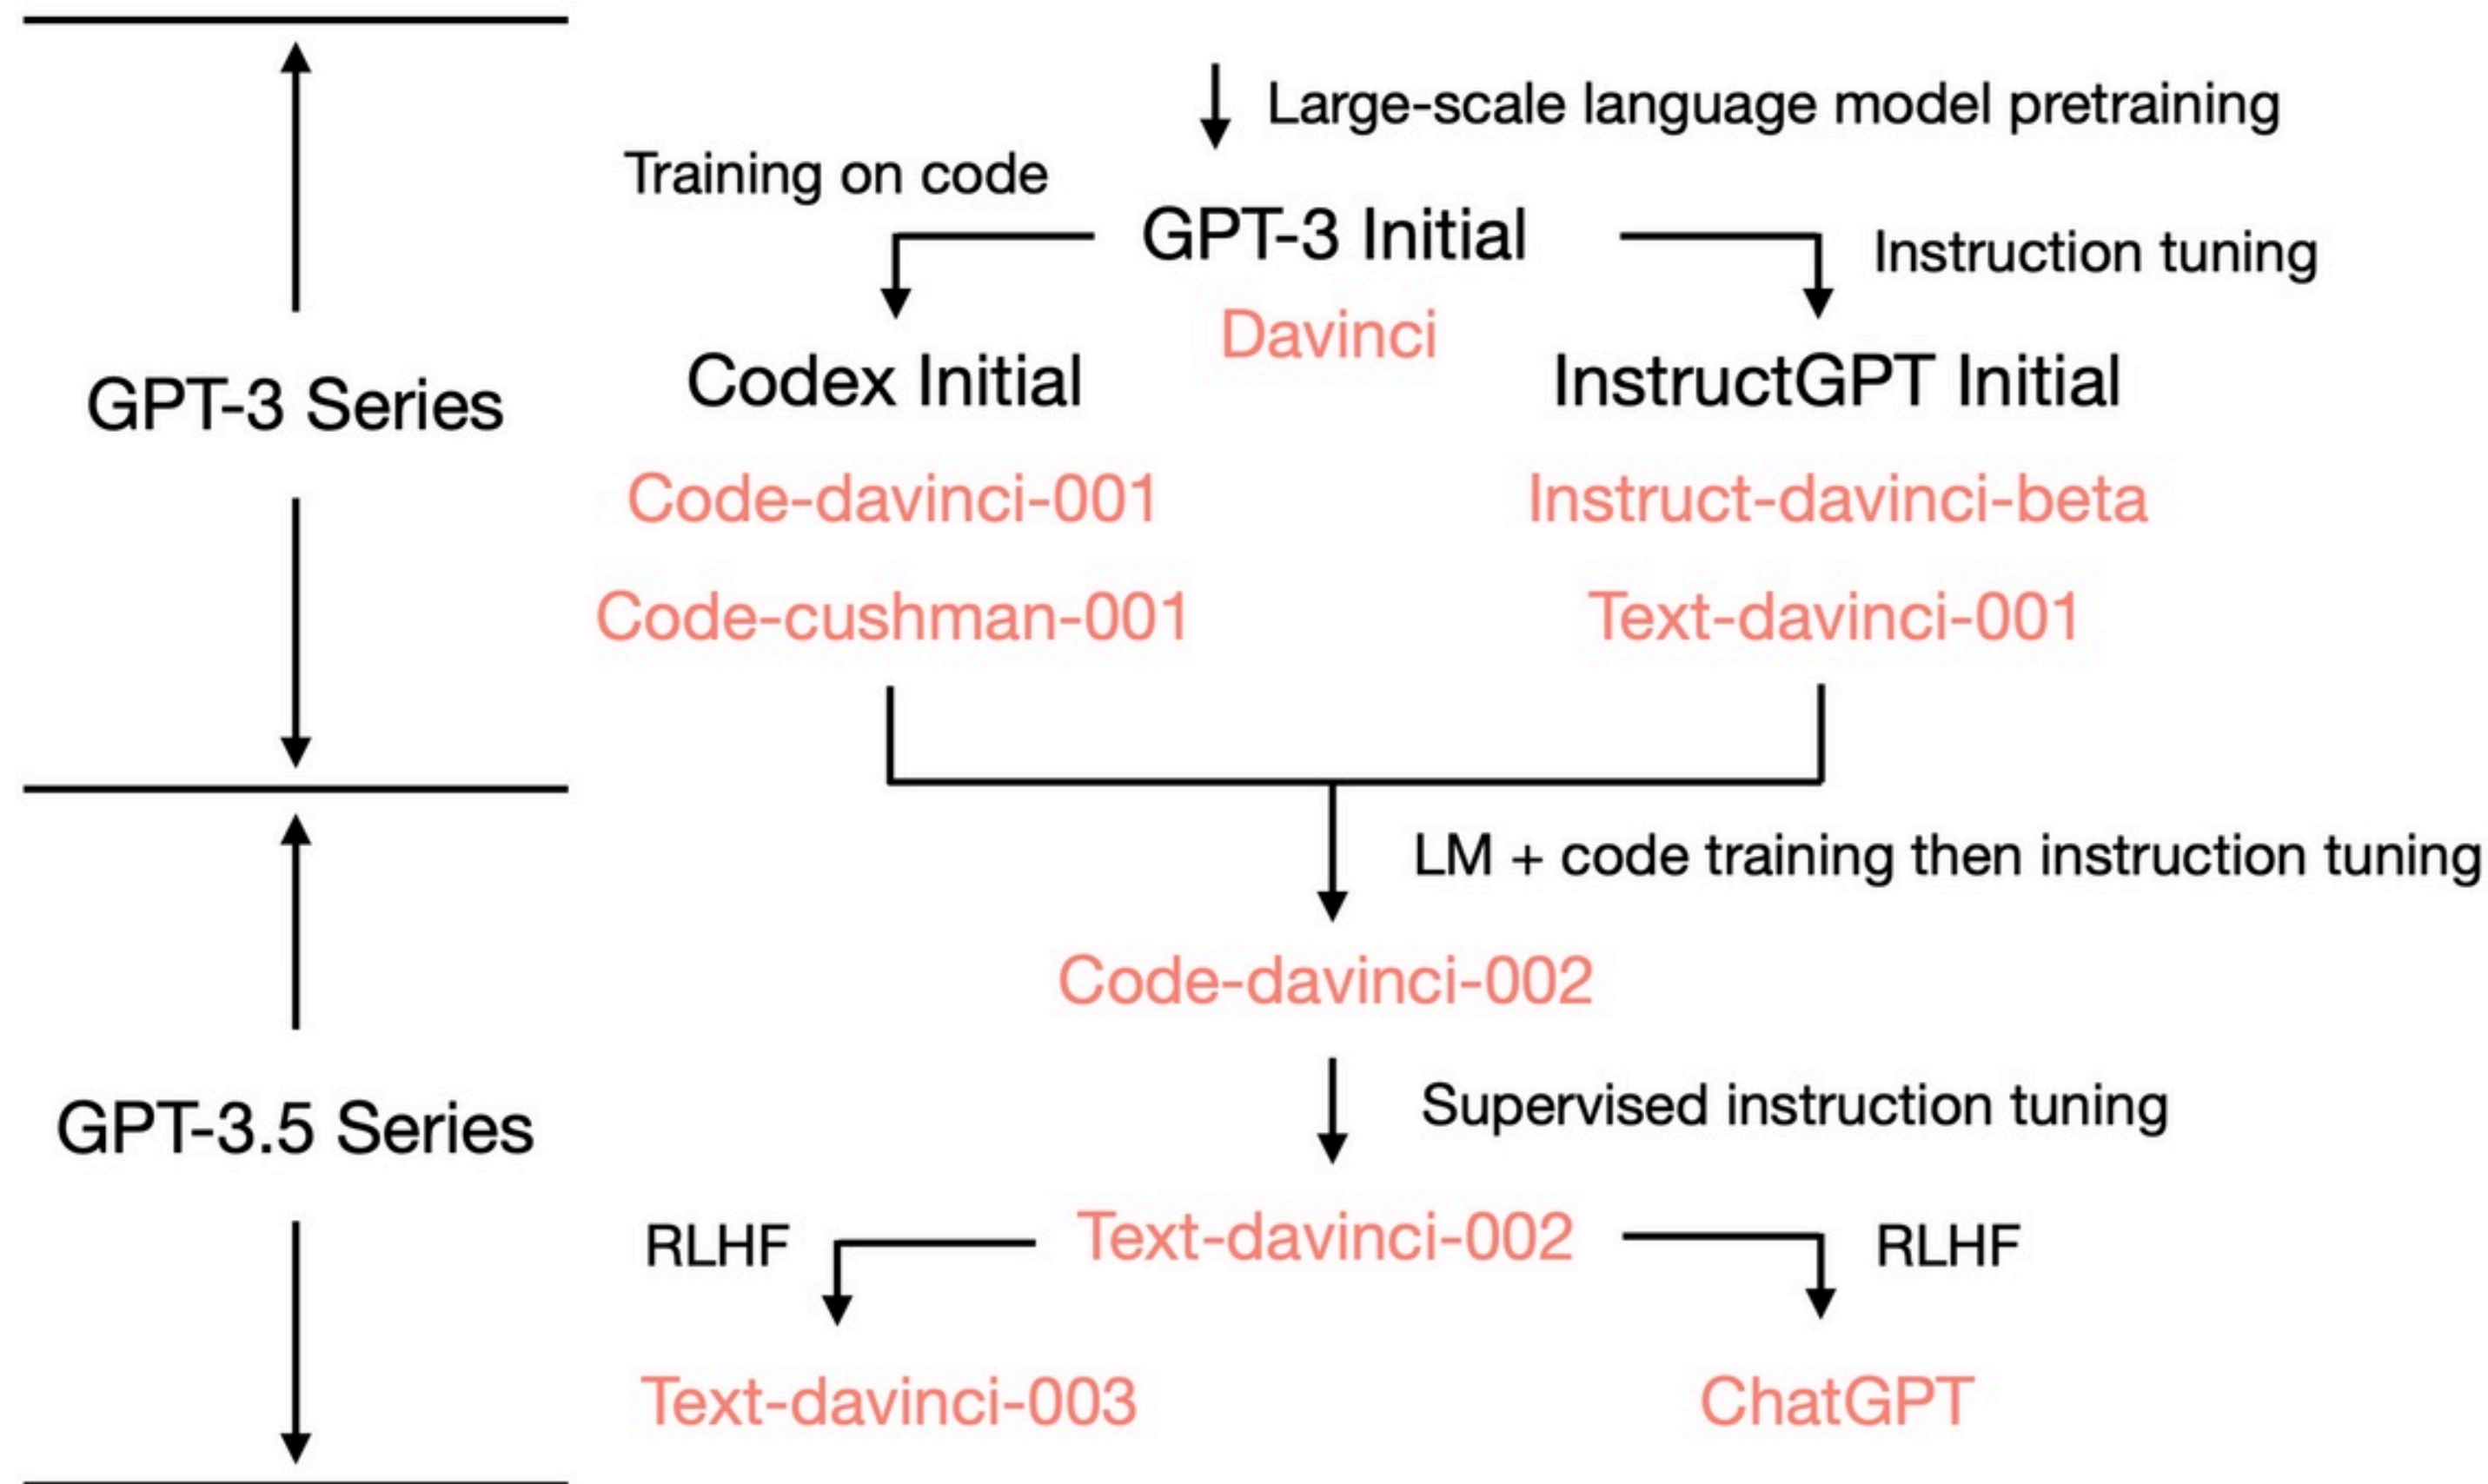 Large-scale language model pretraining
Training on code
GPT-3 Initial
Instruction tuning
Davinci
Codex Initial
InstructGPT Initial
GPT-3 Series
Code-davinci-001
Instruct-davinci-beta
Code-cushman-001
Text-davinci-001
LM + code training then instruction tuning
Code-davinci-002
Supervised instruction tuning
GPT-3.5 Series
RLHF
Text-davinci-002
RLHF
Text-davinci-003
ChatGPT